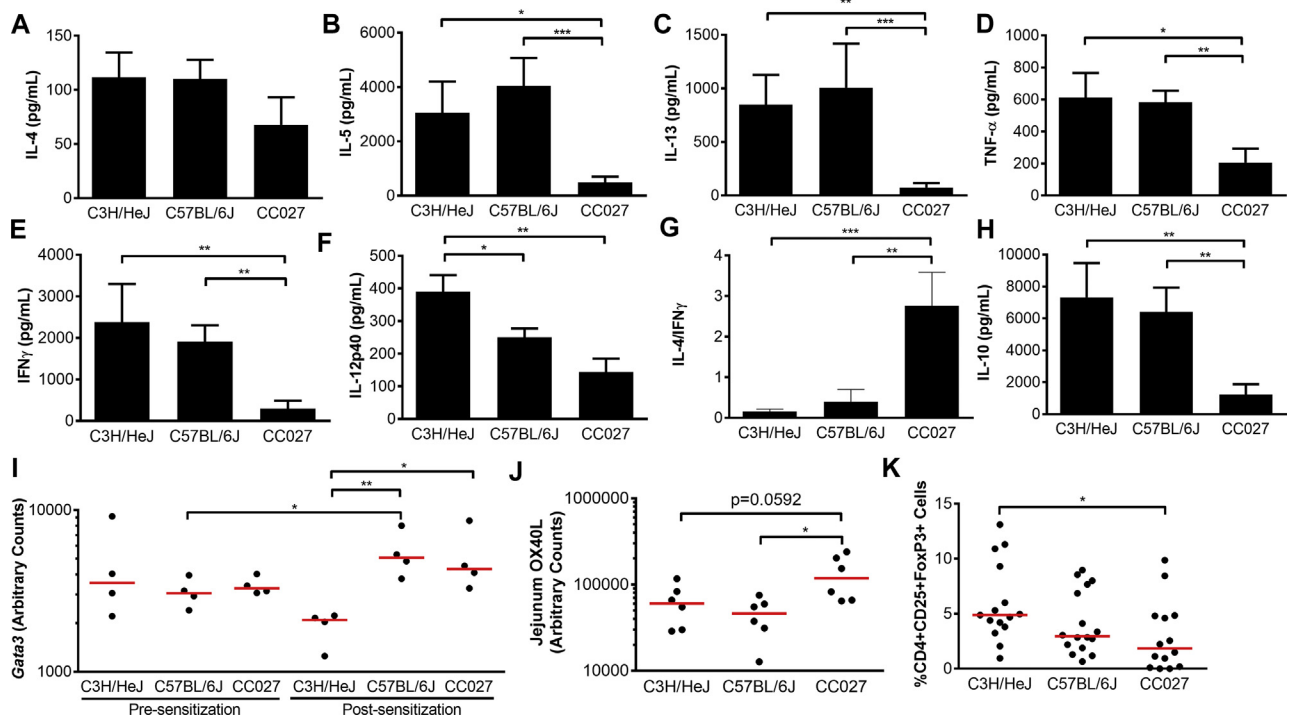 A
IL-4 (pg/mL)
150
100
50
0
C3H/HeJ C57BL/6J CC027
B
IL-5 (pg/mL)
6000
4000
2000
0
* 
***
C3H/HeJ C57BL/6J CC027
C
IL-13 (pg/mL)
1500
1000
500
0
**
***
C3H/HeJ C57BL/6J CC027
D
TNF-α (pg/mL)
1000
800
600
400
200
0
*
**
C3H/HeJ C57BL/6J CC027
E
IFNγ (pg/mL)
4000
3000
2000
1000
0
**
**
C3H/HeJ C57BL/6J CC027
F
IL-12p40 (pg/mL)
500
400
300
200
100
0
**
*
C3H/HeJ C57BL/6J CC027
G
IL-4/IFNγ
4
3
2
1
0
***
**
C3H/HeJ C57BL/6J CC027
H
IL-10 (pg/mL)
10000
8000
6000
4000
2000
0
**
**
C3H/HeJ C57BL/6J CC027
I
Gata3 (Arbitrary Counts)
10000
1000
*
**
*
C3H/HeJ C57BL/6J CC027 C3H/HeJ C57BL/6J CC027
Pre-sensitization Post-sensitization
J
Jejunum OX40L
(Arbitrary Counts)
1000000
100000
10000
p=0.0592
*
C3H/HeJ C57BL/6J CC027
K
%CD4+CD25+FoxP3+ Cells
15
10
5
0
*
C3H/HeJ C57BL/6J CC027